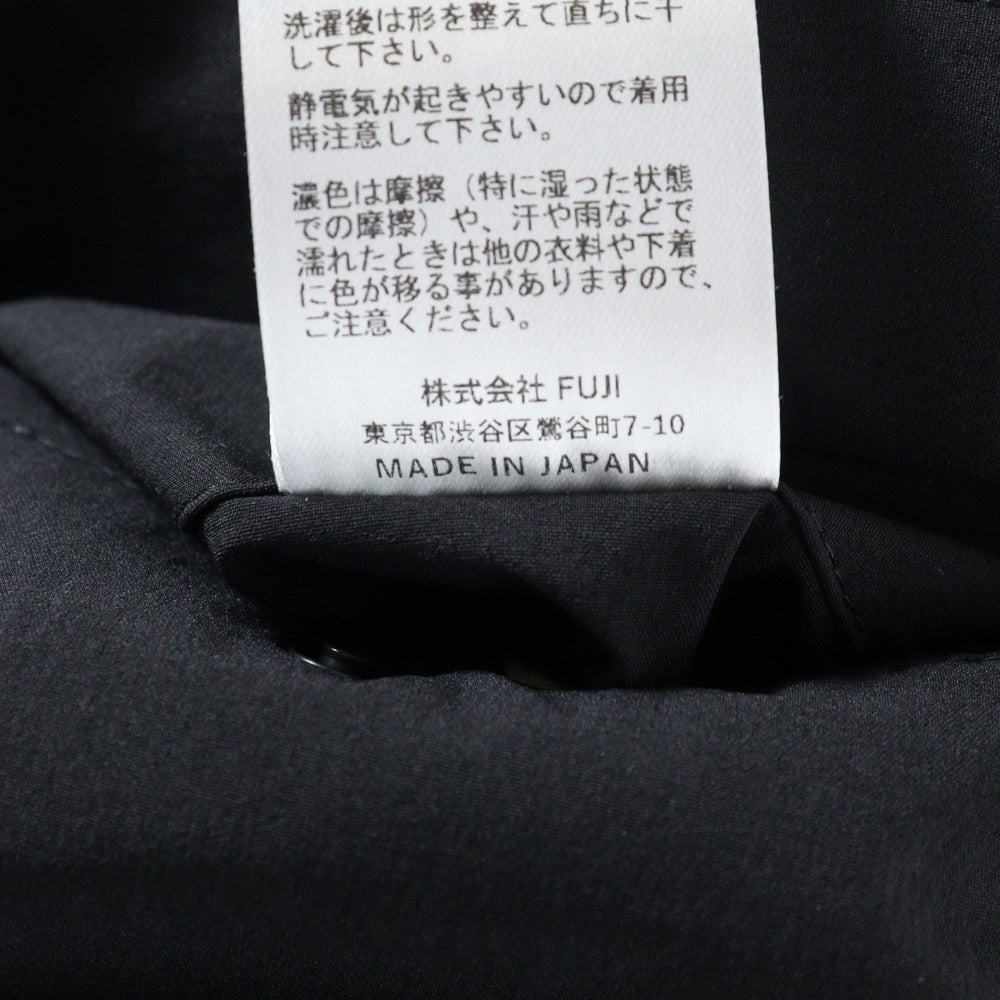 洗濯後は形を整えて直ちに干
して下さい。
静電気が起きやすいので着用
時注意して下さい。
濃色は摩擦（特に湿った状態
での摩擦）や、汗や雨などで
濡れたときは他の衣料や下着
に色が移る事がありますので、
ご注意ください。
株式会社 FUJI
東京都渋谷区鶯谷町7-10
MADE IN JAPAN